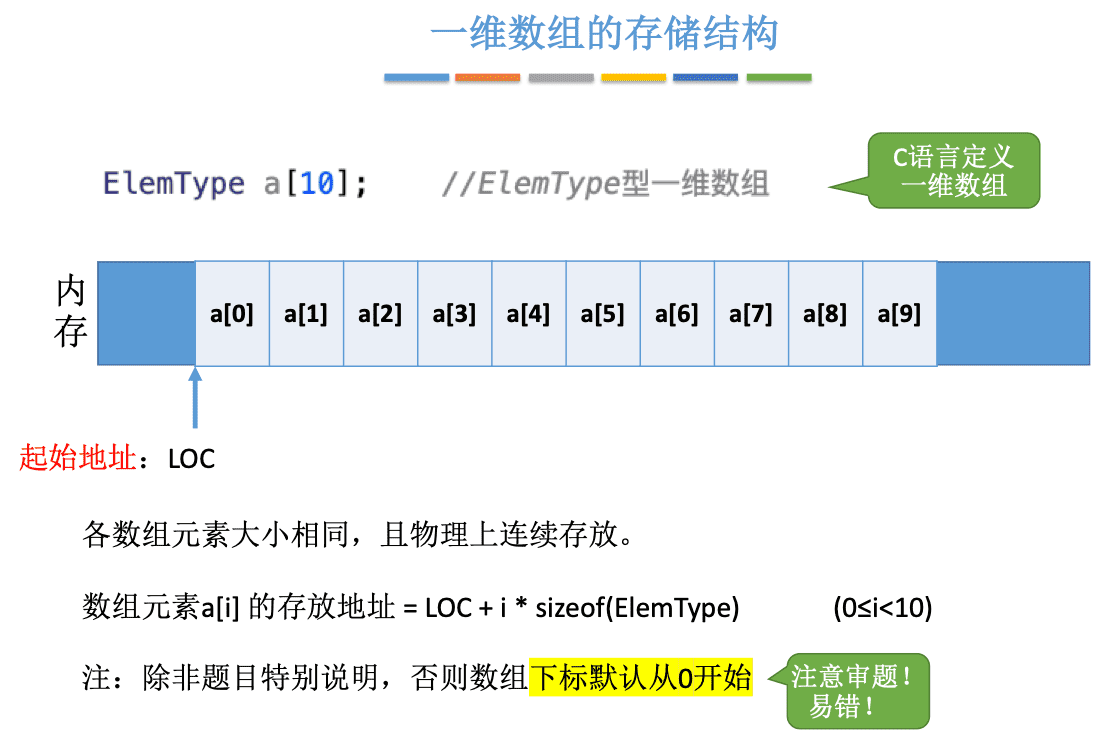 一维数组的存储结构
ElemType a[10];    //ElemType型一维数组
C语言定义
一维数组
内
存
a[0] a[1] a[2] a[3] a[4] a[5] a[6] a[7] a[8] a[9]
起始地址：LOC
各数组元素大小相同，且物理上连续存放。
数组元素a[i] 的存放地址 = LOC + i * sizeof(ElemType)    (0≤i<10)
注：除非题目特别说明，否则数组下标默认从0开始
注意审题！
易错！